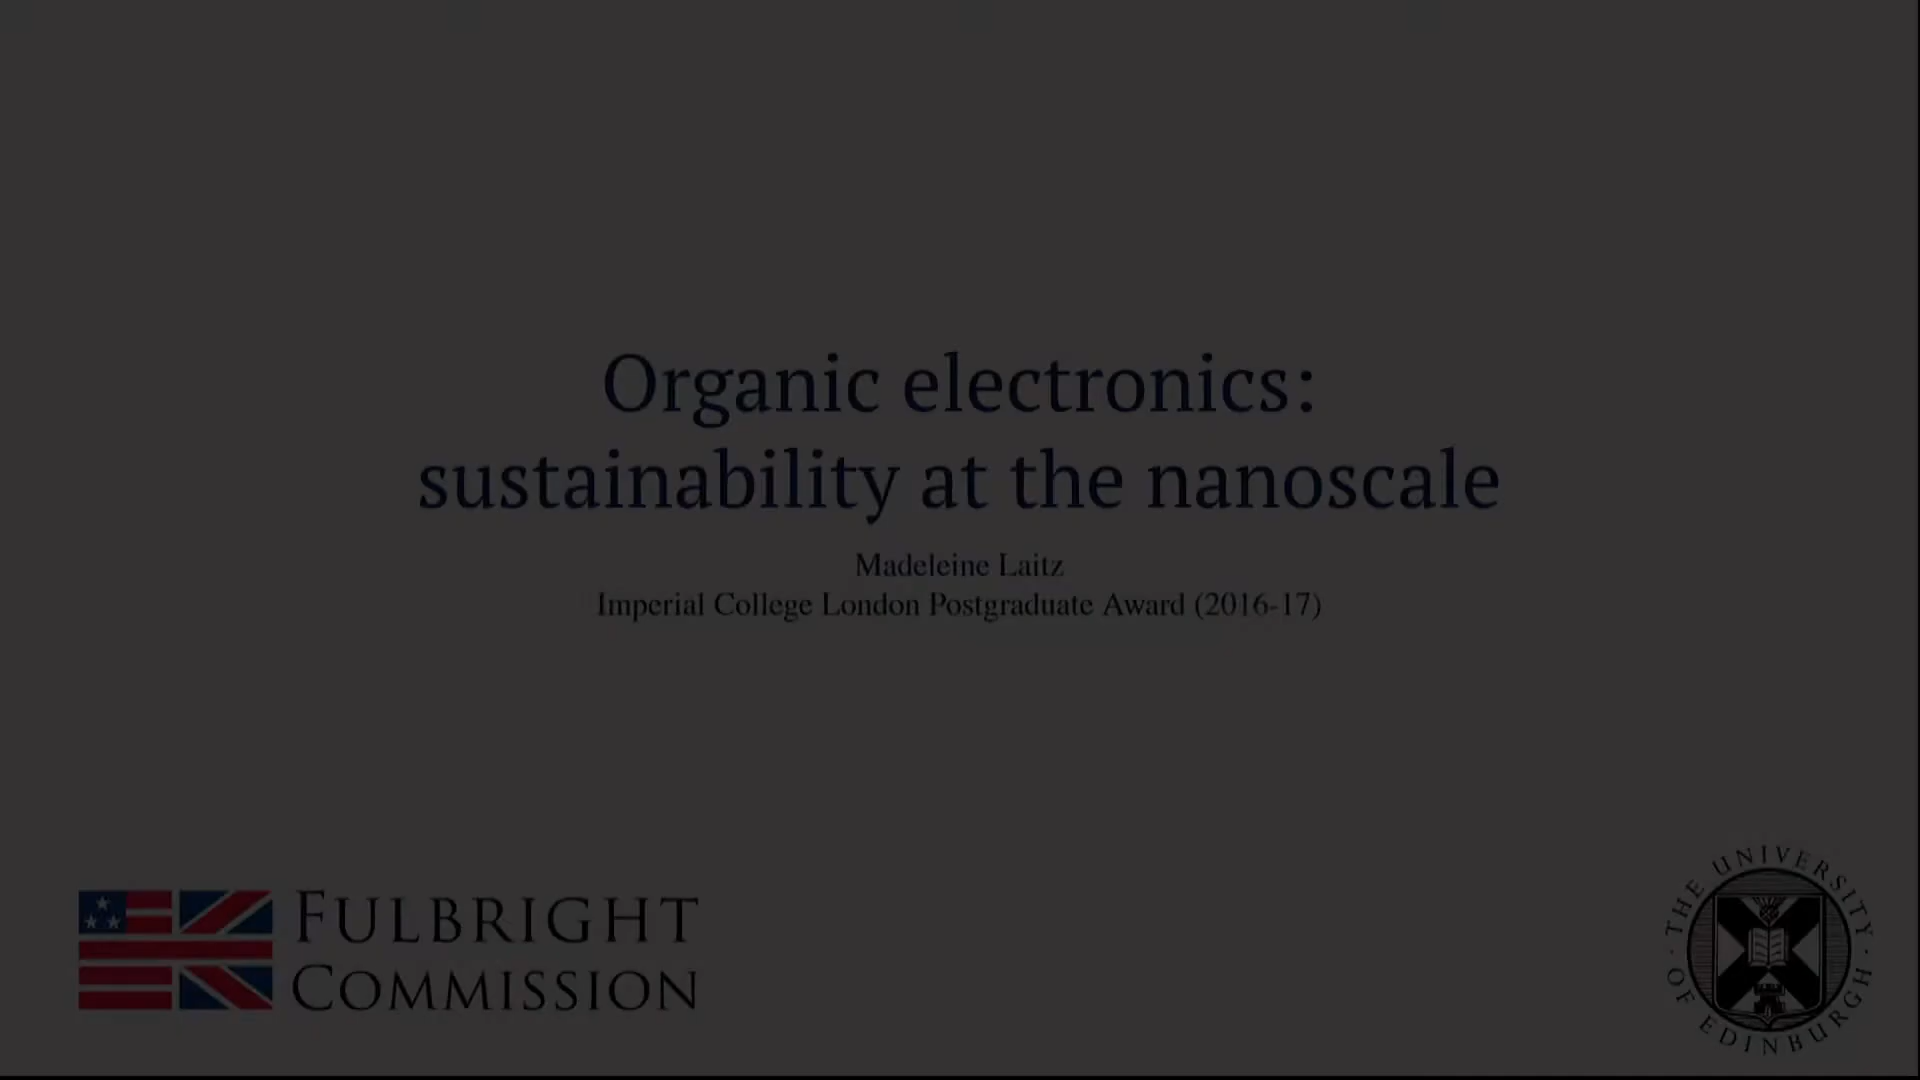 Organic electronics:
sustainability at the nanoscale
Madeleine Laitz
Imperial College London Postgraduate Award (2016-17)
FULBRIGHT
COMMISSION
THE UNIVERSITY
OF EDINBURGH